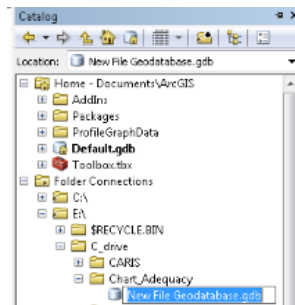 Catalog
Location: New File Geodatabase.gdb
Home - Documents\ArcGIS
AddIns
Packages
ProfileGraphData
Default.gdb
Toolbox.tbx
Folder Connections
C:\
E:\
$RECYCLE.BIN
C_drive
CARIS
Chart_Adequacy
New File Geodatabase.gdb